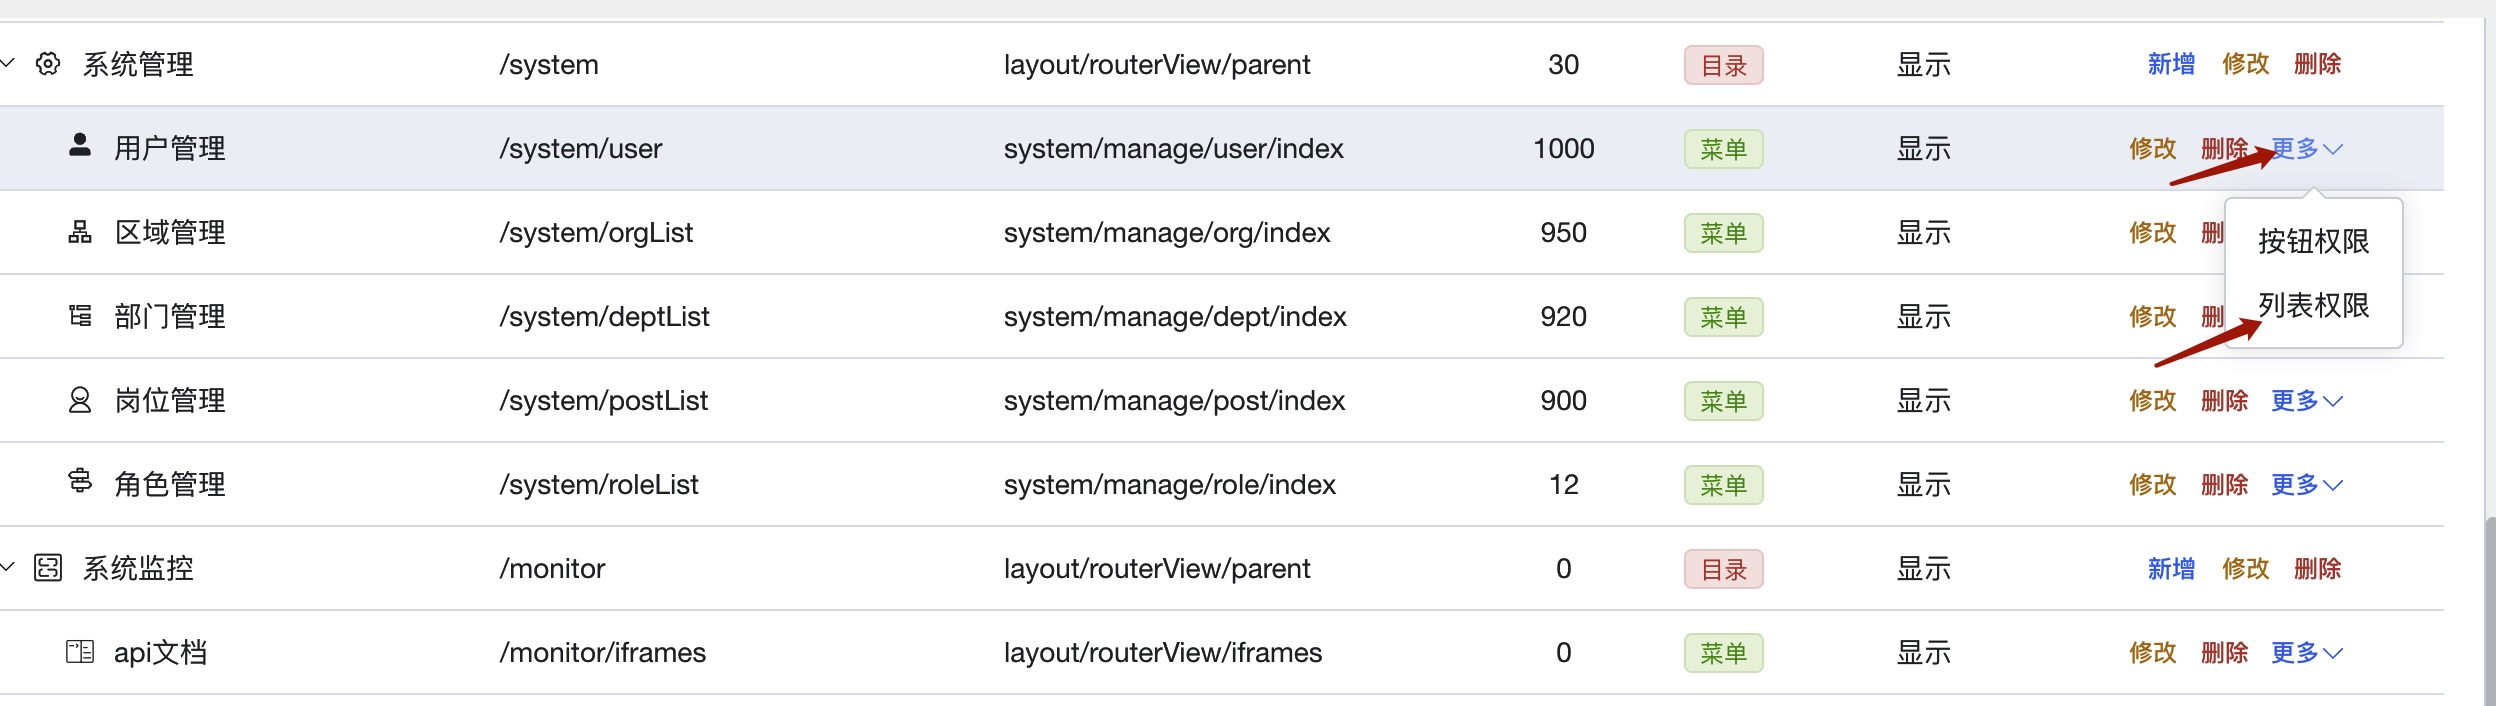 系统管理 /system layout/routerView/parent 30 目录 显示 新增 修改 删除
用户管理 /system/user system/manage/user/index 1000 菜单 显示 修改 删除 更多
区域管理 /system/orgList system/manage/org/index 950 菜单 显示 修改 删
按钮权限
部门管理 /system/deptList system/manage/dept/index 920 菜单 显示 修改 删
列表权限
岗位管理 /system/postList system/manage/post/index 900 菜单 显示 修改 删除 更多
角色管理 /system/roleList system/manage/role/index 12 菜单 显示 修改 删除 更多
系统监控 /monitor layout/routerView/parent 0 目录 显示 新增 修改 删除
api文档 /monitor/iframes layout/routerView/iframes 0 菜单 显示 修改 删除 更多